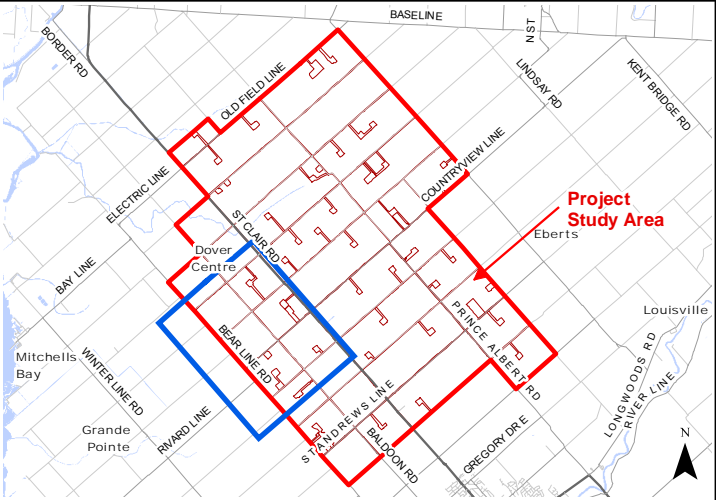 BASELINE
BORDER RD
N ST
LINDSAY RD
KENT BRIDGE RD
OLD FIELD LINE
COUNTRYVIEW LINE
ELECTRIC LINE
Project
Study Area
ST CLAIR RD
Eberts
Dover
Centre
BAY LINE
Louisville
PRINCE ALBERT RD
BEAR LINE RD
Mitchells
Bay
WINTER LINE RD
LONGWOODS RD
RIVER LINE
RIVARD LINE
Grande
Pointe
ST ANDREWS LINE
BALDOON RD
GREGORY DR E
N